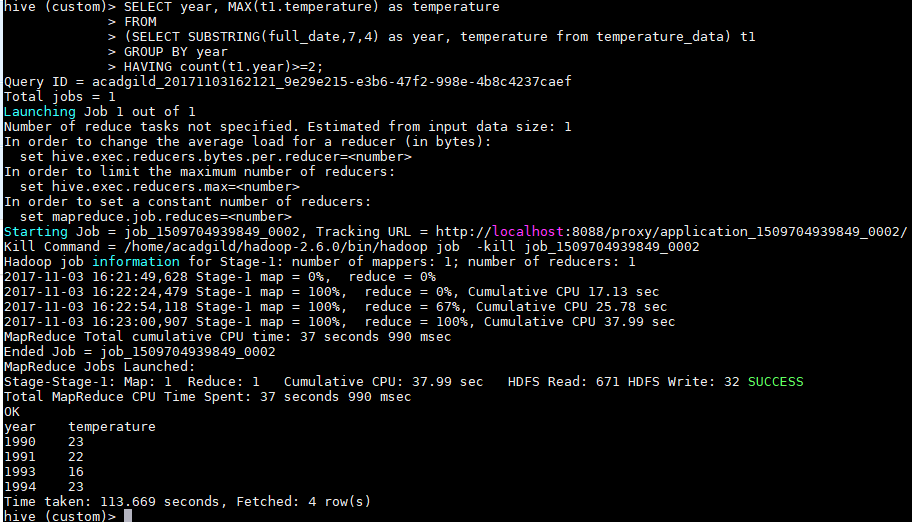 hive (custom)> SELECT year, MAX(t1.temperature) as temperature
> FROM
> (SELECT SUBSTRING(full_date,7,4) as year, temperature from temperature_data) t1
> GROUP BY year
> HAVING count(t1.year)>=2;
Query ID = acadgild_20171103162121_9e29e215-e3b6-47f2-998e-4b8c4237caef
Total jobs = 1
Launching Job 1 out of 1
Number of reduce tasks not specified. Estimated from input data size: 1
In order to change the average load for a reducer (in bytes):
  set hive.exec.reducers.bytes.per.reducer=<number>
In order to limit the maximum number of reducers:
  set hive.exec.reducers.max=<number>
In order to set a constant number of reducers:
  set mapreduce.job.reduces=<number>
Starting Job = job_1509704939849_0002, Tracking URL = http://localhost:8088/proxy/application_1509704939849_0002/
Kill Command = /home/acadgild/hadoop-2.6.0/bin/hadoop job  -kill job_1509704939849_0002
Hadoop job information for Stage-1: number of mappers: 1; number of reducers: 1
2017-11-03 16:21:49,628 Stage-1 map = 0%,  reduce = 0%
2017-11-03 16:22:24,479 Stage-1 map = 100%,  reduce = 0%, Cumulative CPU 17.13 sec
2017-11-03 16:22:54,118 Stage-1 map = 100%,  reduce = 67%, Cumulative CPU 25.78 sec
2017-11-03 16:23:00,907 Stage-1 map = 100%,  reduce = 100%, Cumulative CPU 37.99 sec
MapReduce Total cumulative CPU time: 37 seconds 990 msec
Ended Job = job_1509704939849_0002
MapReduce Jobs Launched:
Stage-Stage-1: Map: 1  Reduce: 1   Cumulative CPU: 37.99 sec   HDFS Read: 671 HDFS Write: 32 SUCCESS
Total MapReduce CPU Time Spent: 37 seconds 990 msec
OK
year    temperature
1990    23
1991    22
1993    16
1994    23
Time taken: 113.669 seconds, Fetched: 4 row(s)
hive (custom)>